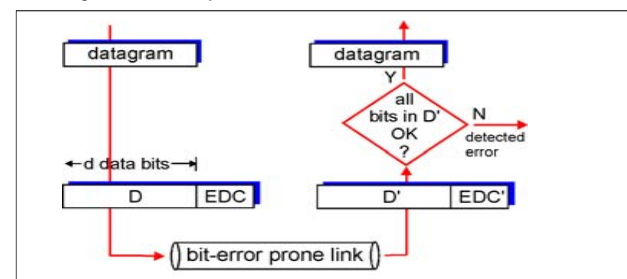 datagram
datagram
Y
all
bits in D'
OK
?
N
detected
error
d data bits
D
EDC
D'
EDC'
bit-error prone link